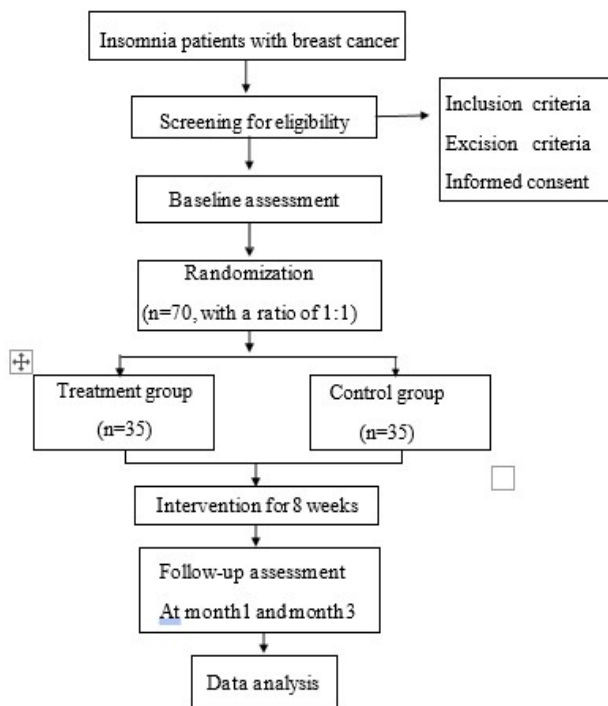 Insomnia patients with breast cancer
Screening for eligibility
Inclusion criteria
Excision criteria
Informed consent
Baseline assessment
Randomization
(n=70, with a ratio of 1:1)
Treatment group
(n=35)
Control group
(n=35)
Intervention for 8 weeks
Follow-up assessment
At month1 and month3
Data analysis